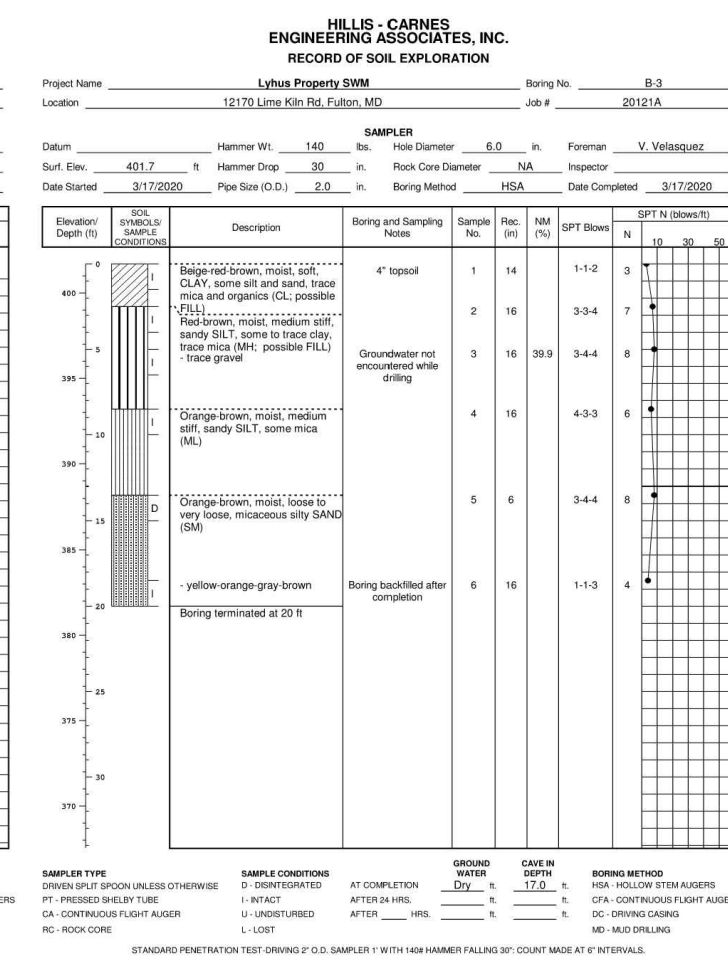 HILLIS - CARNES
ENGINEERING ASSOCIATES, INC.
RECORD OF SOIL EXPLORATION
Project Name Lyhus Property SWM Boring No. B-3
Location 12170 Lime Kiln Rd, Fulton, MD Job # 20121A
SAMPLER
Datum Hammer Wt. 140 lbs. Hole Diameter 6.0 in. Foreman V. Velasquez
Surf. Elev. 401.7 ft Hammer Drop 30 in. Rock Core Diameter NA Inspector
Date Started 3/17/2020 Pipe Size (O.D.) 2.0 in. Boring Method HSA Date Completed 3/17/2020
Elevation/ Depth (ft)
SOIL SYMBOLS/ SAMPLE CONDITIONS
Description
Boring and Sampling Notes
Sample No.
Rec. (in)
NM (%)
SPT Blows
SPT N (blows/ft)
N
10 30 50
0
Beige-red-brown, moist, soft, 4" topsoil 1 14 1-1-2 3
I
CLAY, some silt and sand, trace
400
mica and organics (CL; possible
FILL) 2 16 3-3-4 7
I
Red-brown, moist, medium stiff,
sandy SILT, some to trace clay,
trace mica (MH; possible FILL)
5
- trace gravel Groundwater not 3 16 39.9 3-4-4 8
I
encountered while
395
drilling
Orange-brown, moist, medium 4 16 4-3-3 6
I
stiff, sandy SILT, some mica
10
(ML)
390
Orange-brown, moist, loose to 5 6 3-4-4 8
D
very loose, micaceous silty SAND
15
(SM)
385
- yellow-orange-gray-brown Boring backfilled after 6 16 1-1-3 4
I
completion
20
Boring terminated at 20 ft
380
25
375
30
370
SAMPLER TYPE
DRIVEN SPLIT SPOON UNLESS OTHERWISE
PT - PRESSED SHELBY TUBE
CA - CONTINUOUS FLIGHT AUGER
RC - ROCK CORE
SAMPLE CONDITIONS
D - DISINTEGRATED
I - INTACT
U - UNDISTURBED
L - LOST
GROUND WATER
CAVE IN DEPTH
AT COMPLETION Dry ft. 17.0 ft.
AFTER 24 HRS. ft. ft.
AFTER HRS. ft. ft.
BORING METHOD
HSA - HOLLOW STEM AUGERS
CFA - CONTINUOUS FLIGHT AUGE
DC - DRIVING CASING
MD - MUD DRILLING
ERS
STANDARD PENETRATION TEST-DRIVING 2" O.D. SAMPLER 1' WITH 140# HAMMER FALLING 30": COUNT MADE AT 6" INTERVALS.